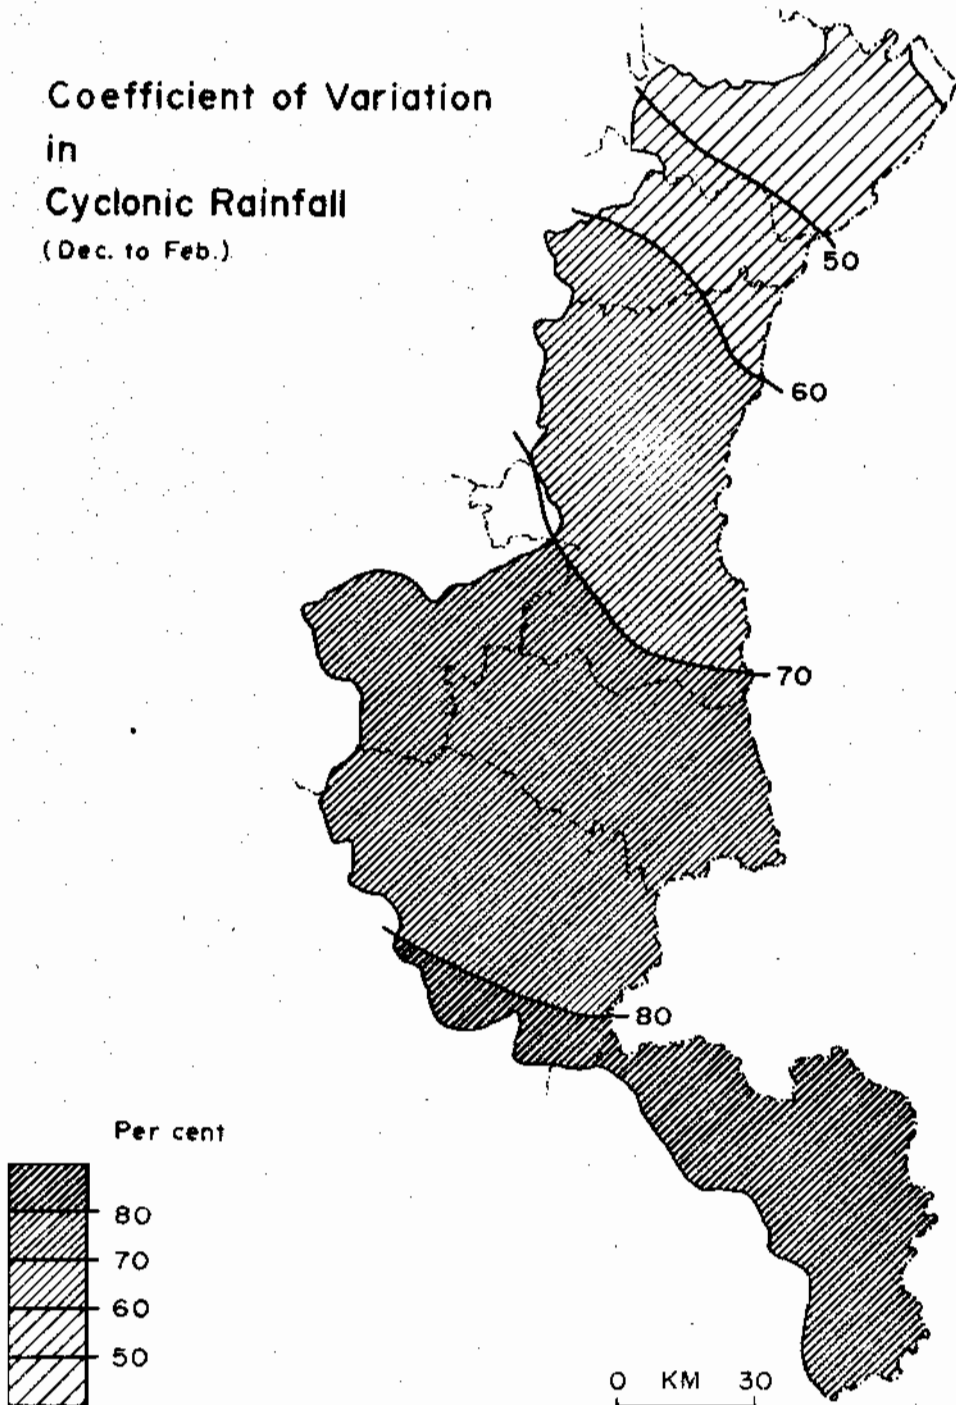 Coefficient of Variation
in
Cyclonic Rainfall
(Dec. to Feb.)
50
60
70
80
Per cent
80
70
60
50
0 KM 30